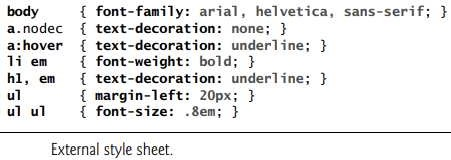 body     { font-family: arial, helvetica, sans-serif; }
a.nodec  { text-decoration: none; }
a:hover  { text-decoration: underline; }
li em    { font-weight: bold; }
h1, em   { text-decoration: underline; }
ul       { margin-left: 20px; }
ul ul    { font-size: .8em; }
External style sheet.